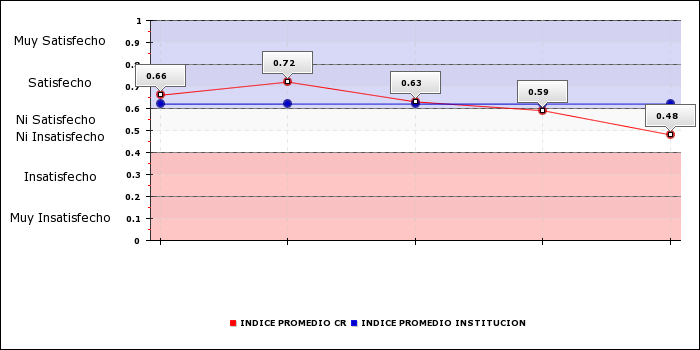 1
Muy Satisfecho
0.9
0.8
0.72
Satisfecho
0.66
0.7
0.63
0.59
0.6
0.48
Ni Satisfecho
Ni Insatisfecho
0.5
0.4
Insatisfecho
0.3
0.2
Muy Insatisfecho
0.1
0
INDICE PROMEDIO CR
INDICE PROMEDIO INSTITUCION